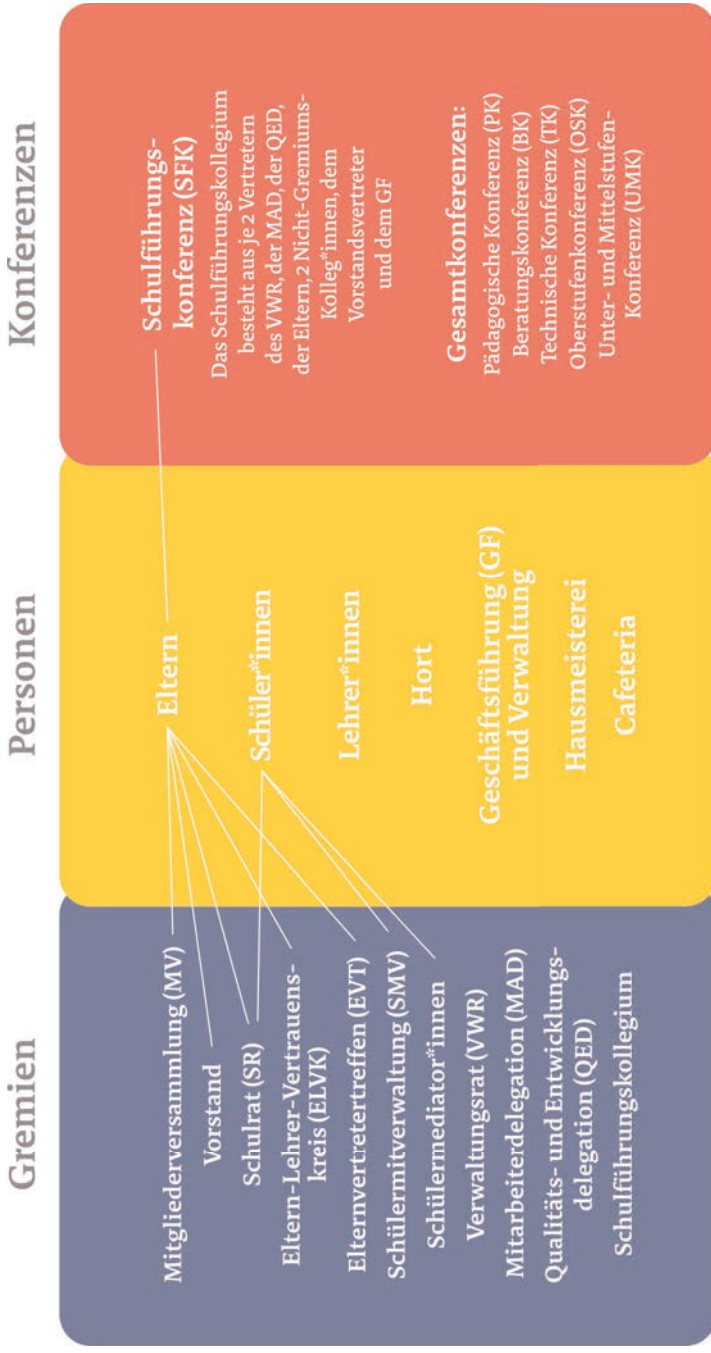 Gremien
Mitgliederversammlung (MV)
Vorstand
Schulrat (SR)
Eltern-Lehrer-Vertrauens-
kreis (ELVK)
Elternvertretertreffen (EVT)
Schülermitverwaltung (SMV)
Schülermediator*innen
Verwaltungsrat (VWR)
Mitarbeiterdelegation (MAD)
Qualitäts- und Entwicklungs-
delegation (QED)
Schulführungskollegium
Personen
Eltern
Schüler*innen
Lehrer*innen
Hort
Geschäftsführung (GF)
und Verwaltung
Hausmeisterei
Cafeteria
Konferenzen
Schulführungs-
konferenz (SFK)
Das Schulführungskollegium
besteht aus je 2 Vertretern
des VWR, der MAD, der QED,
der Eltern, 2 Nicht-Gremiums-
Kolleg*innen, dem
Vorstandsvertreter
und dem GF
Gesamtkonferenzen:
Pädagogische Konferenz (PK)
Beratungskonferenz (BK)
Technische Konferenz (TK)
Oberstufenkonferenz (OSK)
Unter- und Mittelstufen-
Konferenz (UMK)